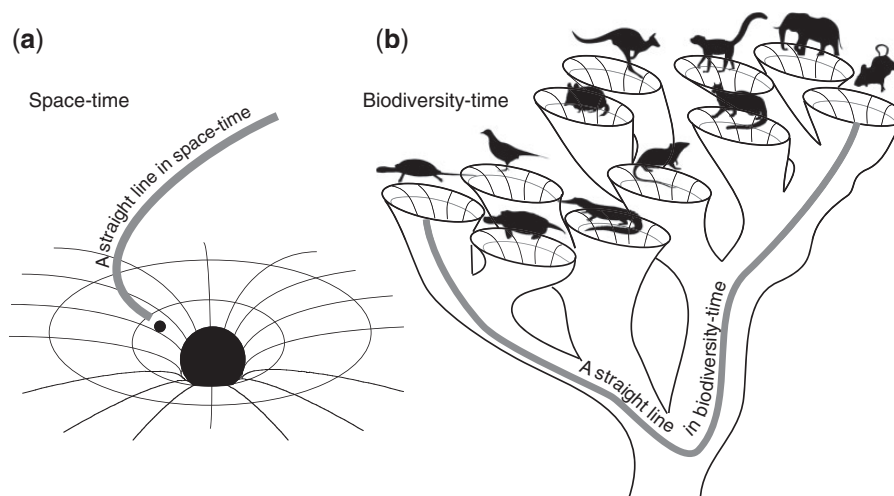 (a)
Space-time
A straight line in space-time
(b)
Biodiversity-time
A straight line
in biodiversity-time